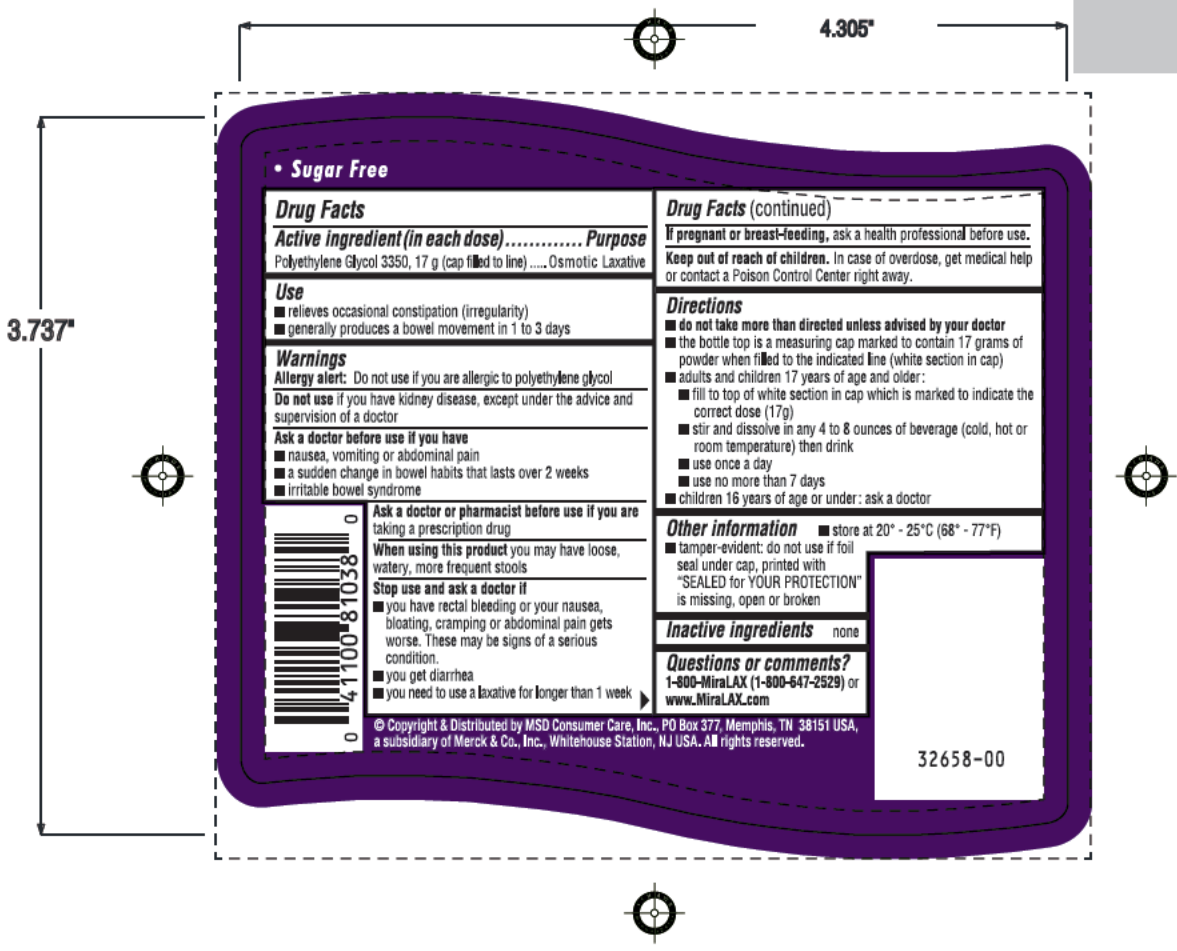 4.305"
3.737"
• Sugar Free
Drug Facts
Active ingredient (in each dose)............. Purpose
Polyethylene Glycol 3350, 17 g (cap filled to line) ..... Osmotic Laxative
Use
■ relieves occasional constipation (irregularity)
■ generally produces a bowel movement in 1 to 3 days
Warnings
Allergy alert: Do not use if you are allergic to polyethylene glycol
Do not use if you have kidney disease, except under the advice and
supervision of a doctor
Ask a doctor before use if you have
■ nausea, vomiting or abdominal pain
■ a sudden change in bowel habits that lasts over 2 weeks
■ irritable bowel syndrome
Ask a doctor or pharmacist before use if you are
taking a prescription drug
When using this product you may have loose,
watery, more frequent stools
Stop use and ask a doctor if
■ you have rectal bleeding or your nausea,
bloating, cramping or abdominal pain gets
worse. These may be signs of a serious
condition.
■ you get diarrhea
■ you need to use a laxative for longer than 1 week
0 41100 81038 0
Drug Facts (continued)
If pregnant or breast-feeding, ask a health professional before use.
Keep out of reach of children. In case of overdose, get medical help
or contact a Poison Control Center right away.
Directions
■ do not take more than directed unless advised by your doctor
■ the bottle top is a measuring cap marked to contain 17 grams of
powder when filled to the indicated line (white section in cap)
■ adults and children 17 years of age and older:
■ fill to top of white section in cap which is marked to indicate the
correct dose (17g)
■ stir and dissolve in any 4 to 8 ounces of beverage (cold, hot or
room temperature) then drink
■ use once a day
■ use no more than 7 days
■ children 16 years of age or under: ask a doctor
Other information ■ store at 20° - 25°C (68° - 77°F)
■ tamper-evident: do not use if foil
seal under cap, printed with
"SEALED for YOUR PROTECTION"
is missing, open or broken
Inactive ingredients none
Questions or comments?
1-800-MiraLAX (1-800-647-2529) or
www.MiraLAX.com
© Copyright & Distributed by MSD Consumer Care, Inc., PO Box 377, Memphis, TN 38151 USA,
a subsidiary of Merck & Co., Inc., Whitehouse Station, NJ USA. All rights reserved.
32658-00